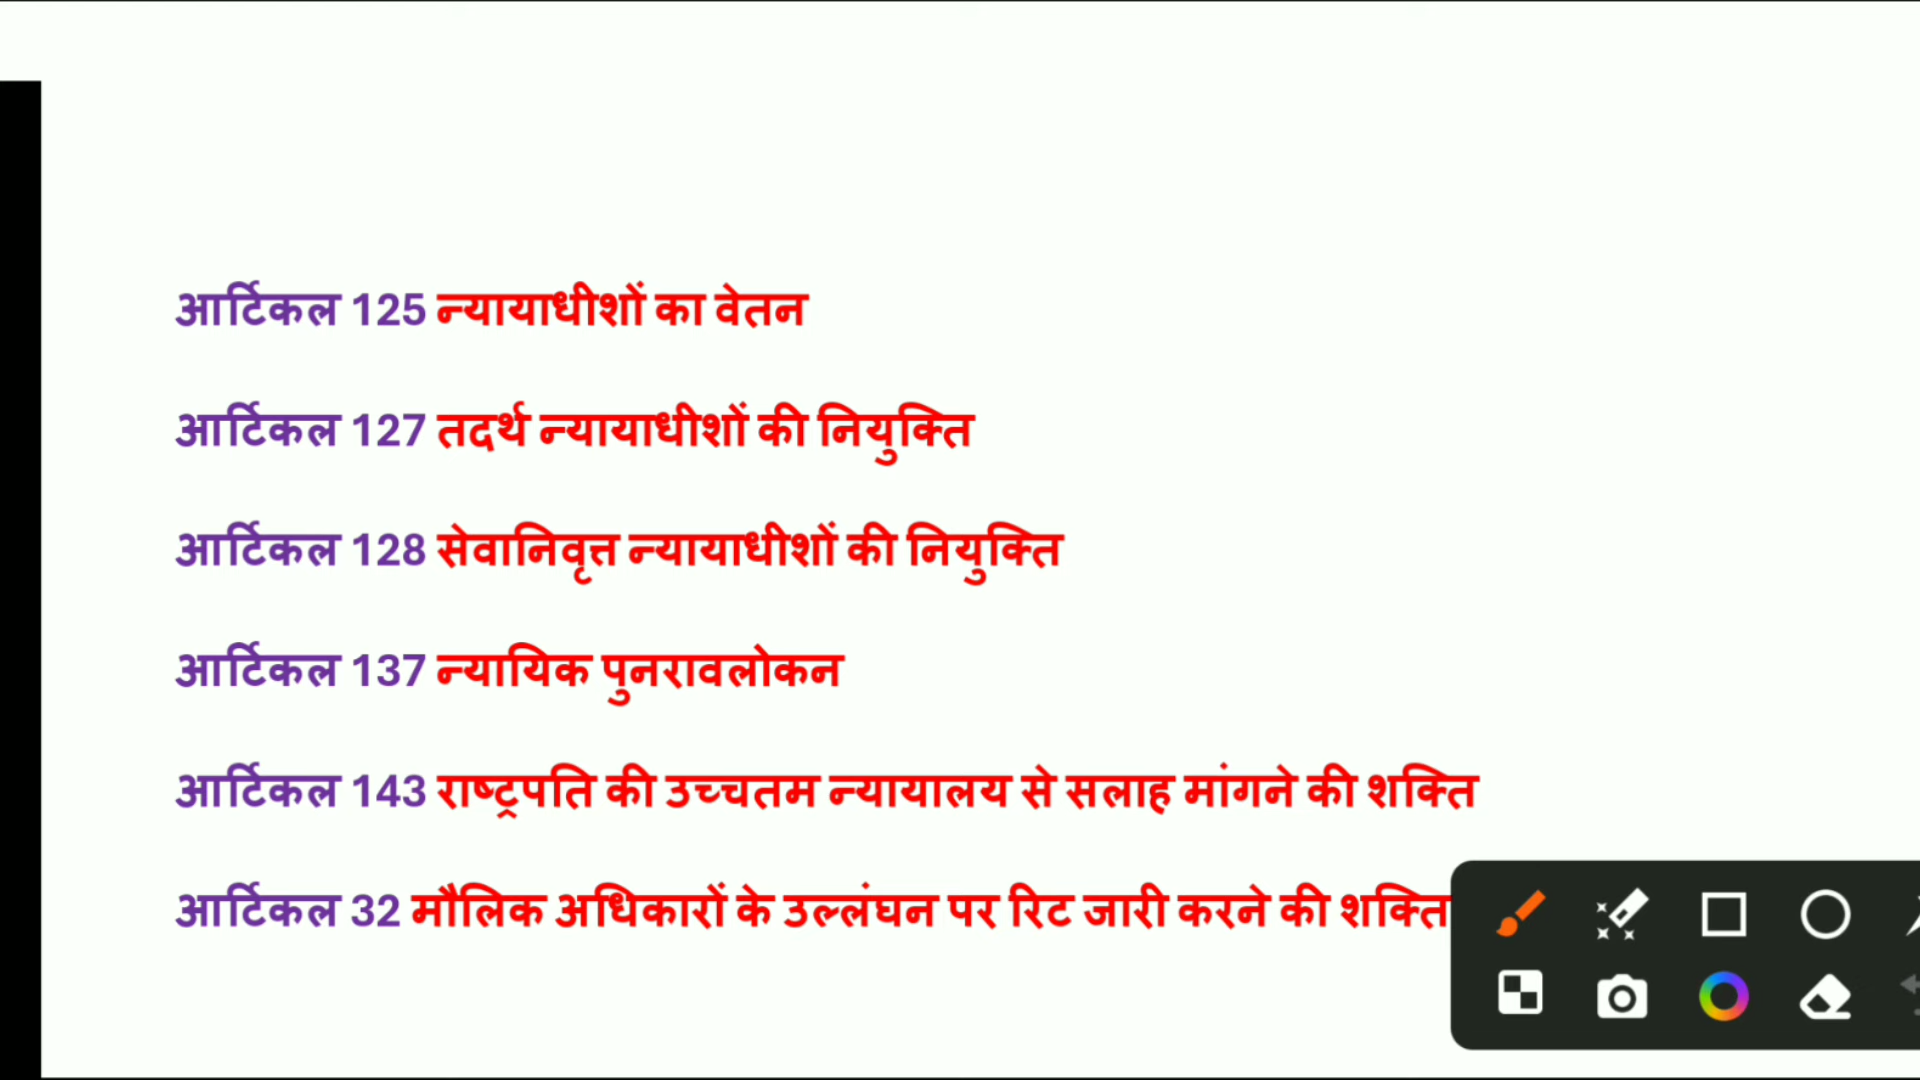 आर्टिकल 125 न्यायाधीशों का वेतन
आर्टिकल 127 तदर्थ न्यायाधीशों की नियुक्ति
आर्टिकल 128 सेवानिवृत्त न्यायाधीशों की नियुक्ति
आर्टिकल 137 न्यायिक पुनरावलोकन
आर्टिकल 143 राष्ट्रपति की उच्चतम न्यायालय से सलाह मांगने की शक्ति
आर्टिकल 32 मौलिक अधिकारों के उल्लंघन पर रिट जारी करने की शक्ति